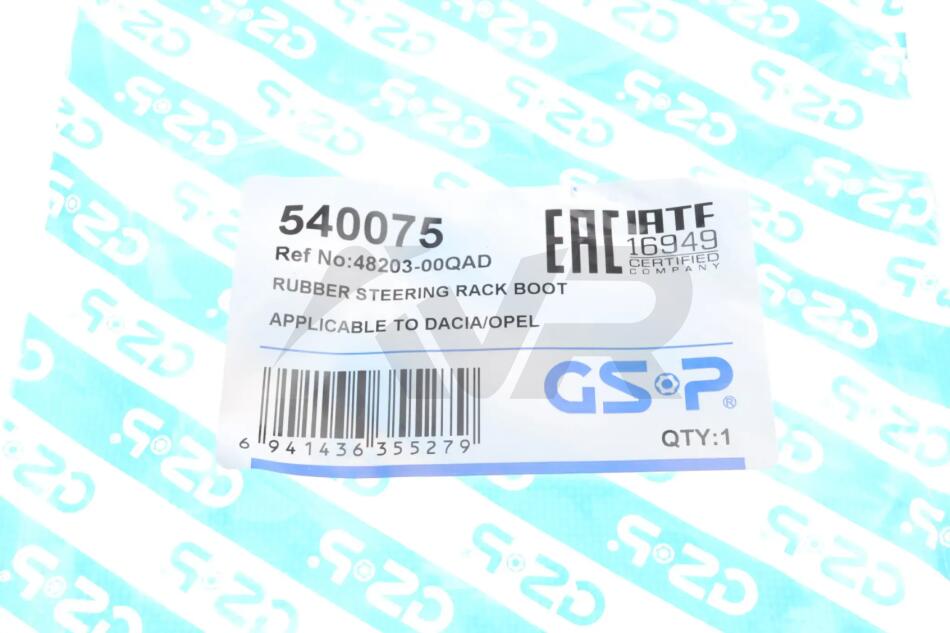 540075
Ref No:48203-00QAD
RUBBER STEERING RACK BOOT
APPLICABLE TO DACIA/OPEL
EAC
IATF
16949
CERTIFIED
COMPANY
GSP®
6 941436 355279
QTY:1